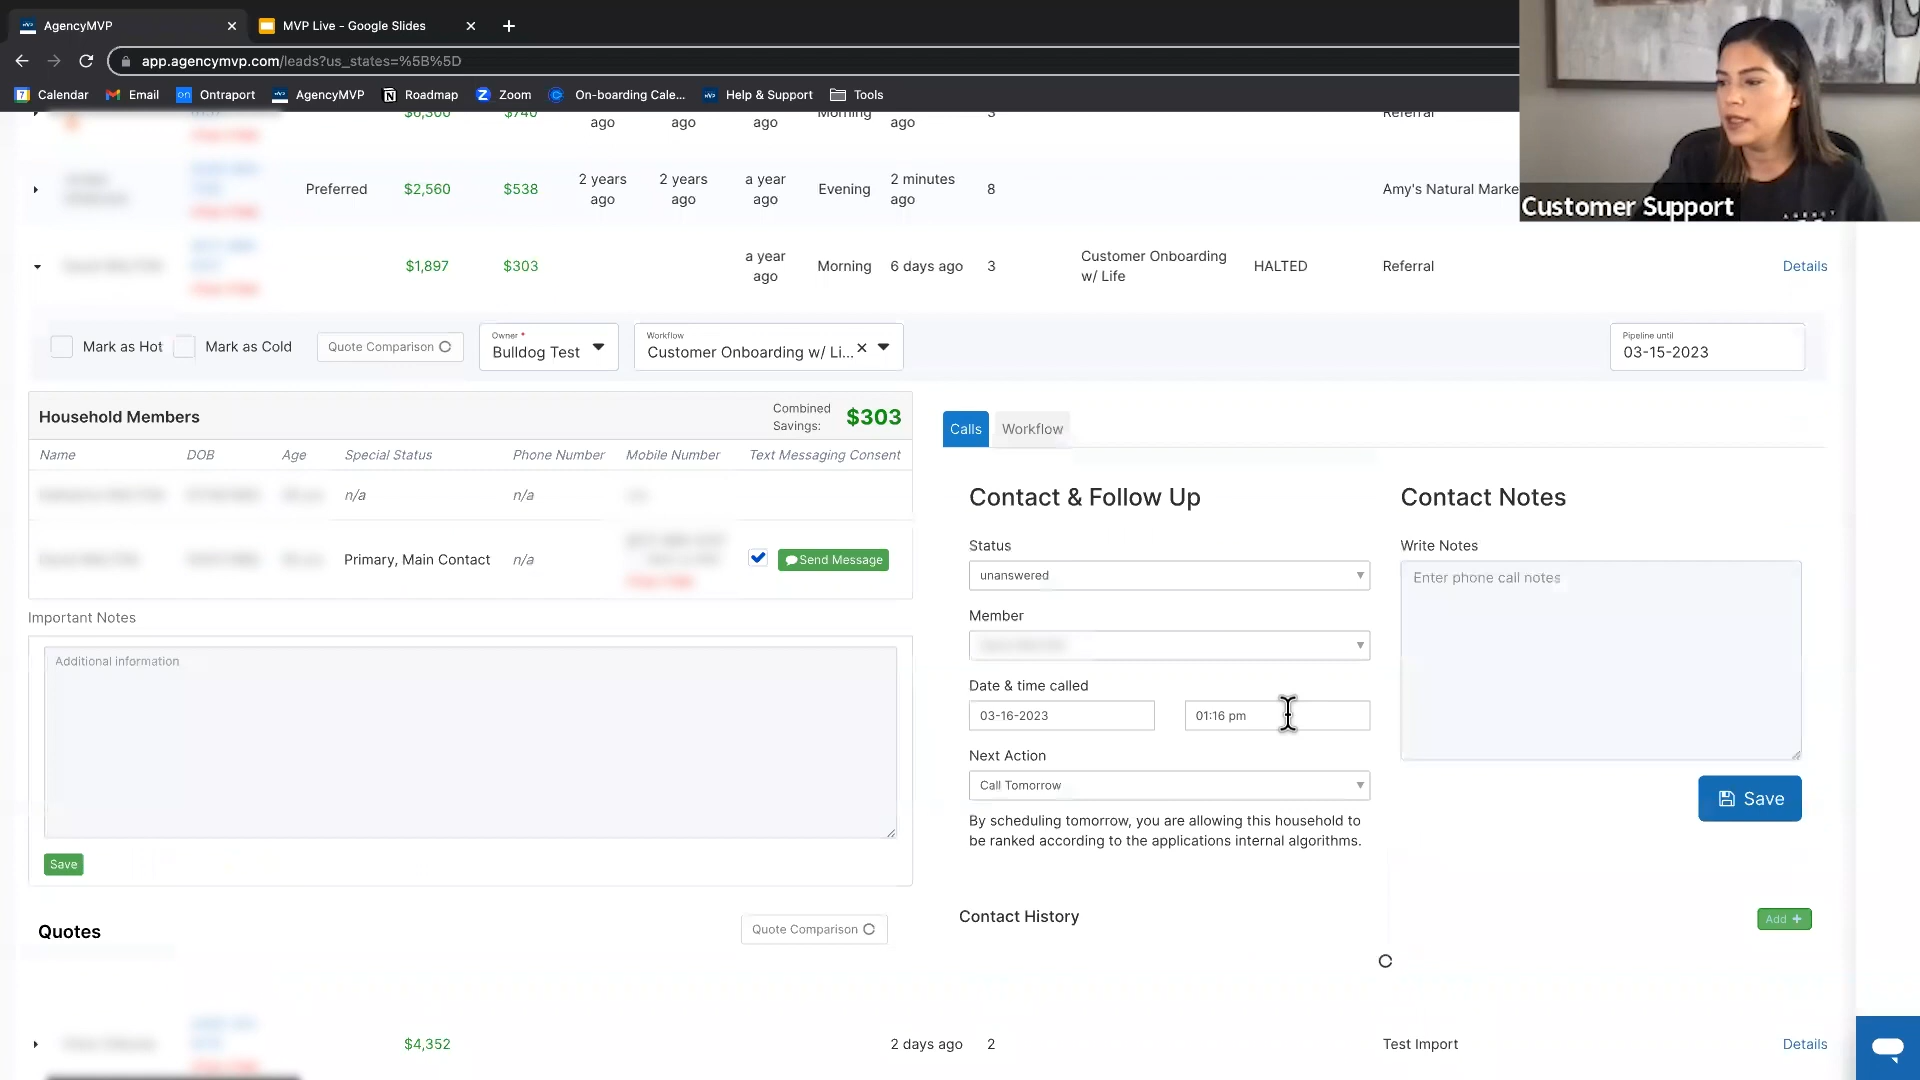 AgencyMVP
MVP Live - Google Slides
app.agencymvp.com/leads?us_states=%5B%5D
Calendar
Email
Ontraport
AgencyMVP
Roadmap
Zoom
On-boarding Cale...
Help & Support
Tools
Customer Support
$6,300 $740 ago ago ago Morning ago 3 Referral
Preferred $2,560 $538 2 years ago 2 years ago a year ago Evening 2 minutes ago 8 Amy's Natural Marke
$1,897 $303 a year ago Morning 6 days ago 3 Customer Onboarding w/ Life HALTED Referral Details
Mark as Hot
Mark as Cold
Quote Comparison
Owner *
Bulldog Test
Workflow
Customer Onboarding w/ Li...
Pipeline until
03-15-2023
Household Members
Combined Savings: $303
Name DOB Age Special Status Phone Number Mobile Number Text Messaging Consent
n/a n/a
Primary, Main Contact n/a Send Message
Important Notes
Additional information
Save
Quotes
Quote Comparison
Calls
Workflow
Contact & Follow Up
Status
unanswered
Member
Date & time called
03-16-2023
01:16 pm
Next Action
Call Tomorrow
By scheduling tomorrow, you are allowing this household to
be ranked according to the applications internal algorithms.
Contact Notes
Write Notes
Enter phone call notes
Save
Contact History
Add +
$4,352 2 days ago 2 Test Import Details